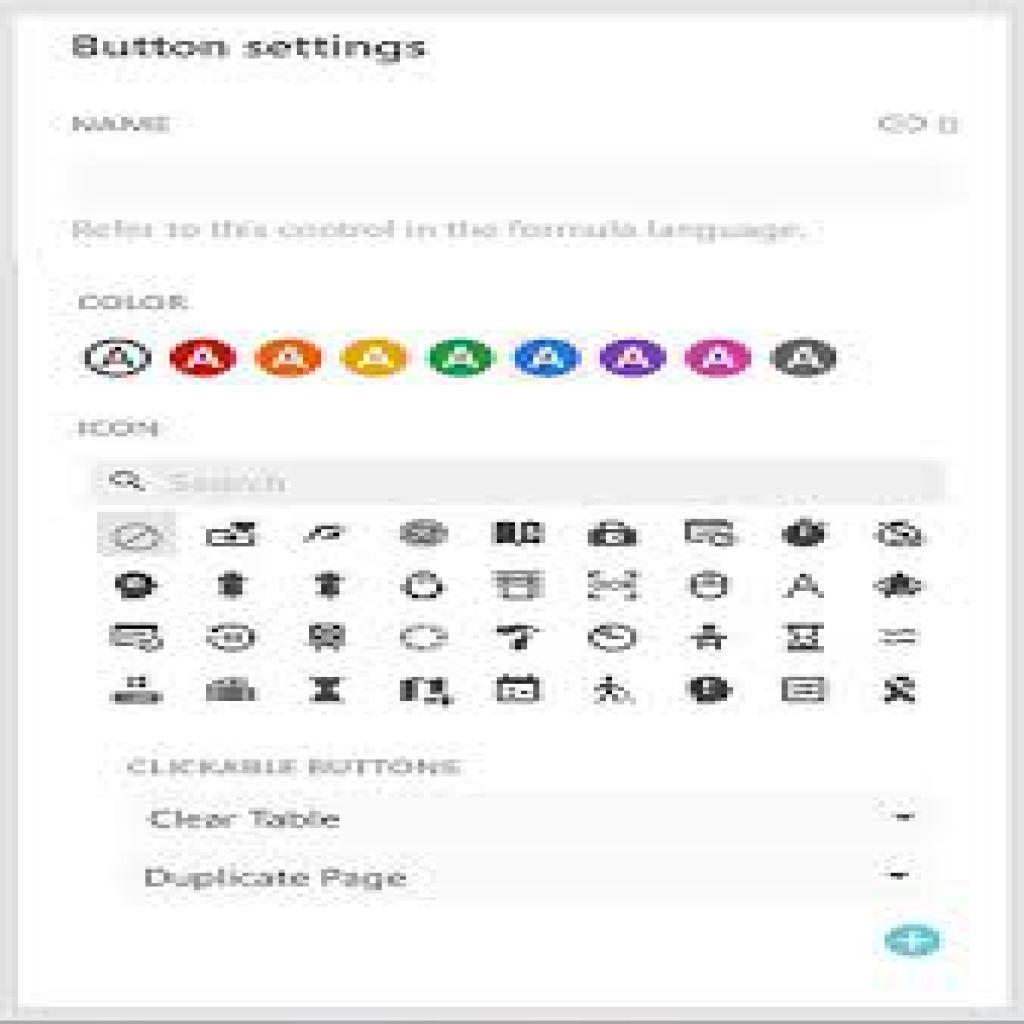 Button settings
NAME 0
Refer to this control in the formula language.
COLOR
A A A A A A A A A
ICON
Search
CLICKABLE BUTTONS
Clear Table
Duplicate Page